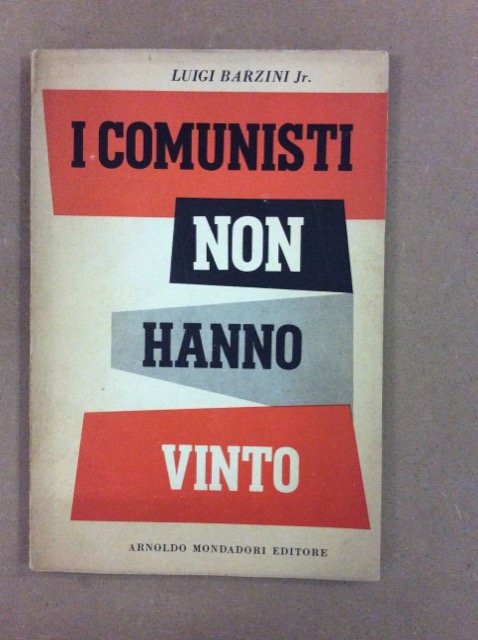 LUIGI BARZINI Jr.
I COMUNISTI
NON
HANNO
VINTO
ARNOLDO MONDADORI EDITORE